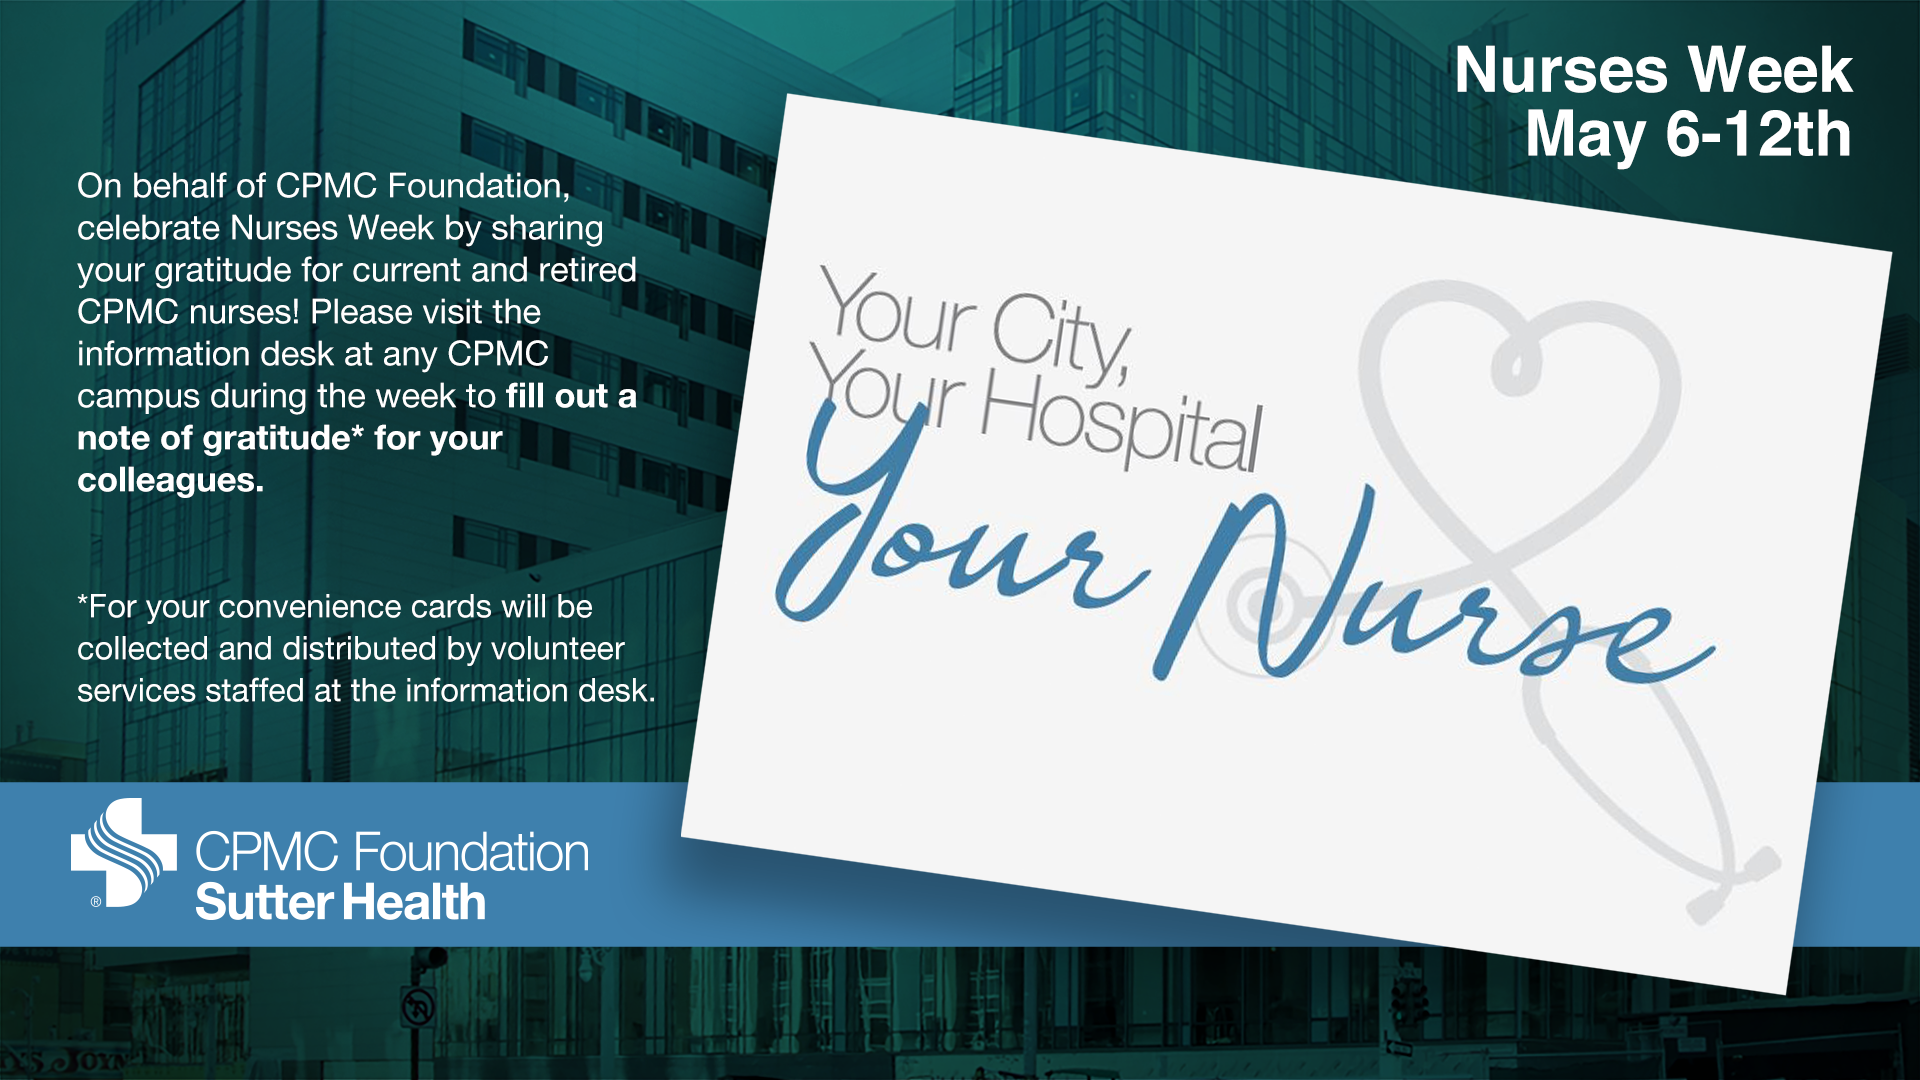 Nurses Week
May 6-12th
On behalf of CPMC Foundation,
celebrate Nurses Week by sharing
your gratitude for current and retired
CPMC nurses! Please visit the
information desk at any CPMC
campus during the week to fill out a
note of gratitude* for your
colleagues.
*For your convenience cards will be
collected and distributed by volunteer
services staffed at the information desk.
Your City,
Your Hospital
Your Nurse
CPMC Foundation
Sutter Health
®